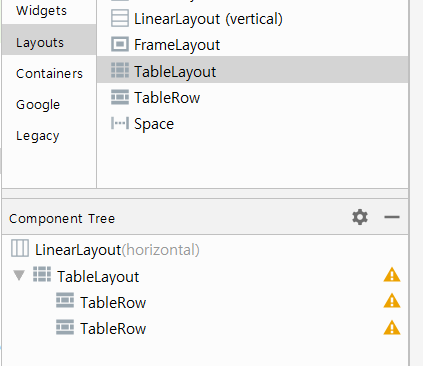 Widgets
Layouts
Containers
Google
Legacy
LinearLayout (vertical)
FrameLayout
TableLayout
TableRow
Space
Component Tree
LinearLayout(horizontal)
TableLayout
TableRow
TableRow